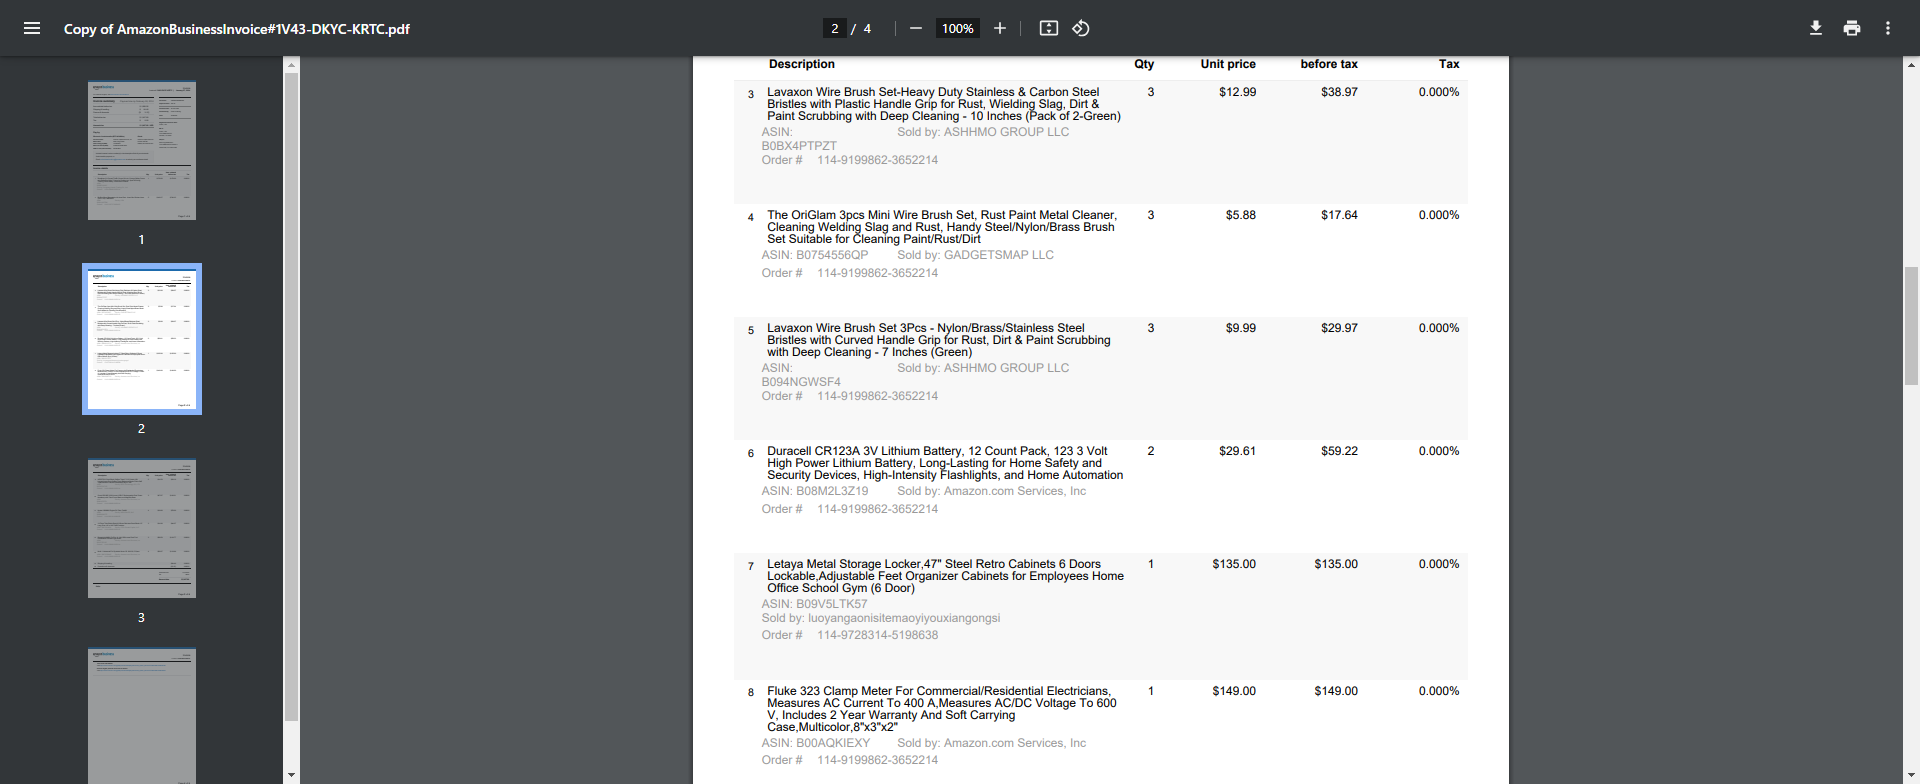 Copy of AmazonBusinessInvoice#1V43-DKYC-KRTC.pdf
2 / 4
100%
1
2
3
Description Qty Unit price before tax Tax
3 Lavaxon Wire Brush Set-Heavy Duty Stainless & Carbon Steel 3 $12.99 $38.97 0.000%
Bristles with Plastic Handle Grip for Rust, Wielding Slag, Dirt &
Paint Scrubbing with Deep Cleaning - 10 Inches (Pack of 2-Green)
ASIN: Sold by: ASHHMO GROUP LLC
B0BX4PTPZT
Order # 114-9199862-3652214
4 The OriGlam 3pcs Mini Wire Brush Set, Rust Paint Metal Cleaner, 3 $5.88 $17.64 0.000%
Cleaning Welding Slag and Rust, Handy Steel/Nylon/Brass Brush
Set Suitable for Cleaning Paint/Rust/Dirt
ASIN: B0754556QP Sold by: GADGETSMAP LLC
Order # 114-9199862-3652214
5 Lavaxon Wire Brush Set 3Pcs - Nylon/Brass/Stainless Steel 3 $9.99 $29.97 0.000%
Bristles with Curved Handle Grip for Rust, Dirt & Paint Scrubbing
with Deep Cleaning - 7 Inches (Green)
ASIN: Sold by: ASHHMO GROUP LLC
B094NGWSF4
Order # 114-9199862-3652214
6 Duracell CR123A 3V Lithium Battery, 12 Count Pack, 123 3 Volt 2 $29.61 $59.22 0.000%
High Power Lithium Battery, Long-Lasting for Home Safety and
Security Devices, High-Intensity Flashlights, and Home Automation
ASIN: B08M2L3Z19 Sold by: Amazon.com Services, Inc
Order # 114-9199862-3652214
7 Letaya Metal Storage Locker,47" Steel Retro Cabinets 6 Doors 1 $135.00 $135.00 0.000%
Lockable,Adjustable Feet Organizer Cabinets for Employees Home
Office School Gym (6 Door)
ASIN: B09V5LTK57
Sold by: luoyangaonisitemaoyiyouxiangongsi
Order # 114-9728314-5198638
8 Fluke 323 Clamp Meter For Commercial/Residential Electricians, 1 $149.00 $149.00 0.000%
Measures AC Current To 400 A,Measures AC/DC Voltage To 600
V, Includes 2 Year Warranty And Soft Carrying
Case,Multicolor,8"x3"x2"
ASIN: B00AQKIEXY Sold by: Amazon.com Services, Inc
Order # 114-9199862-3652214